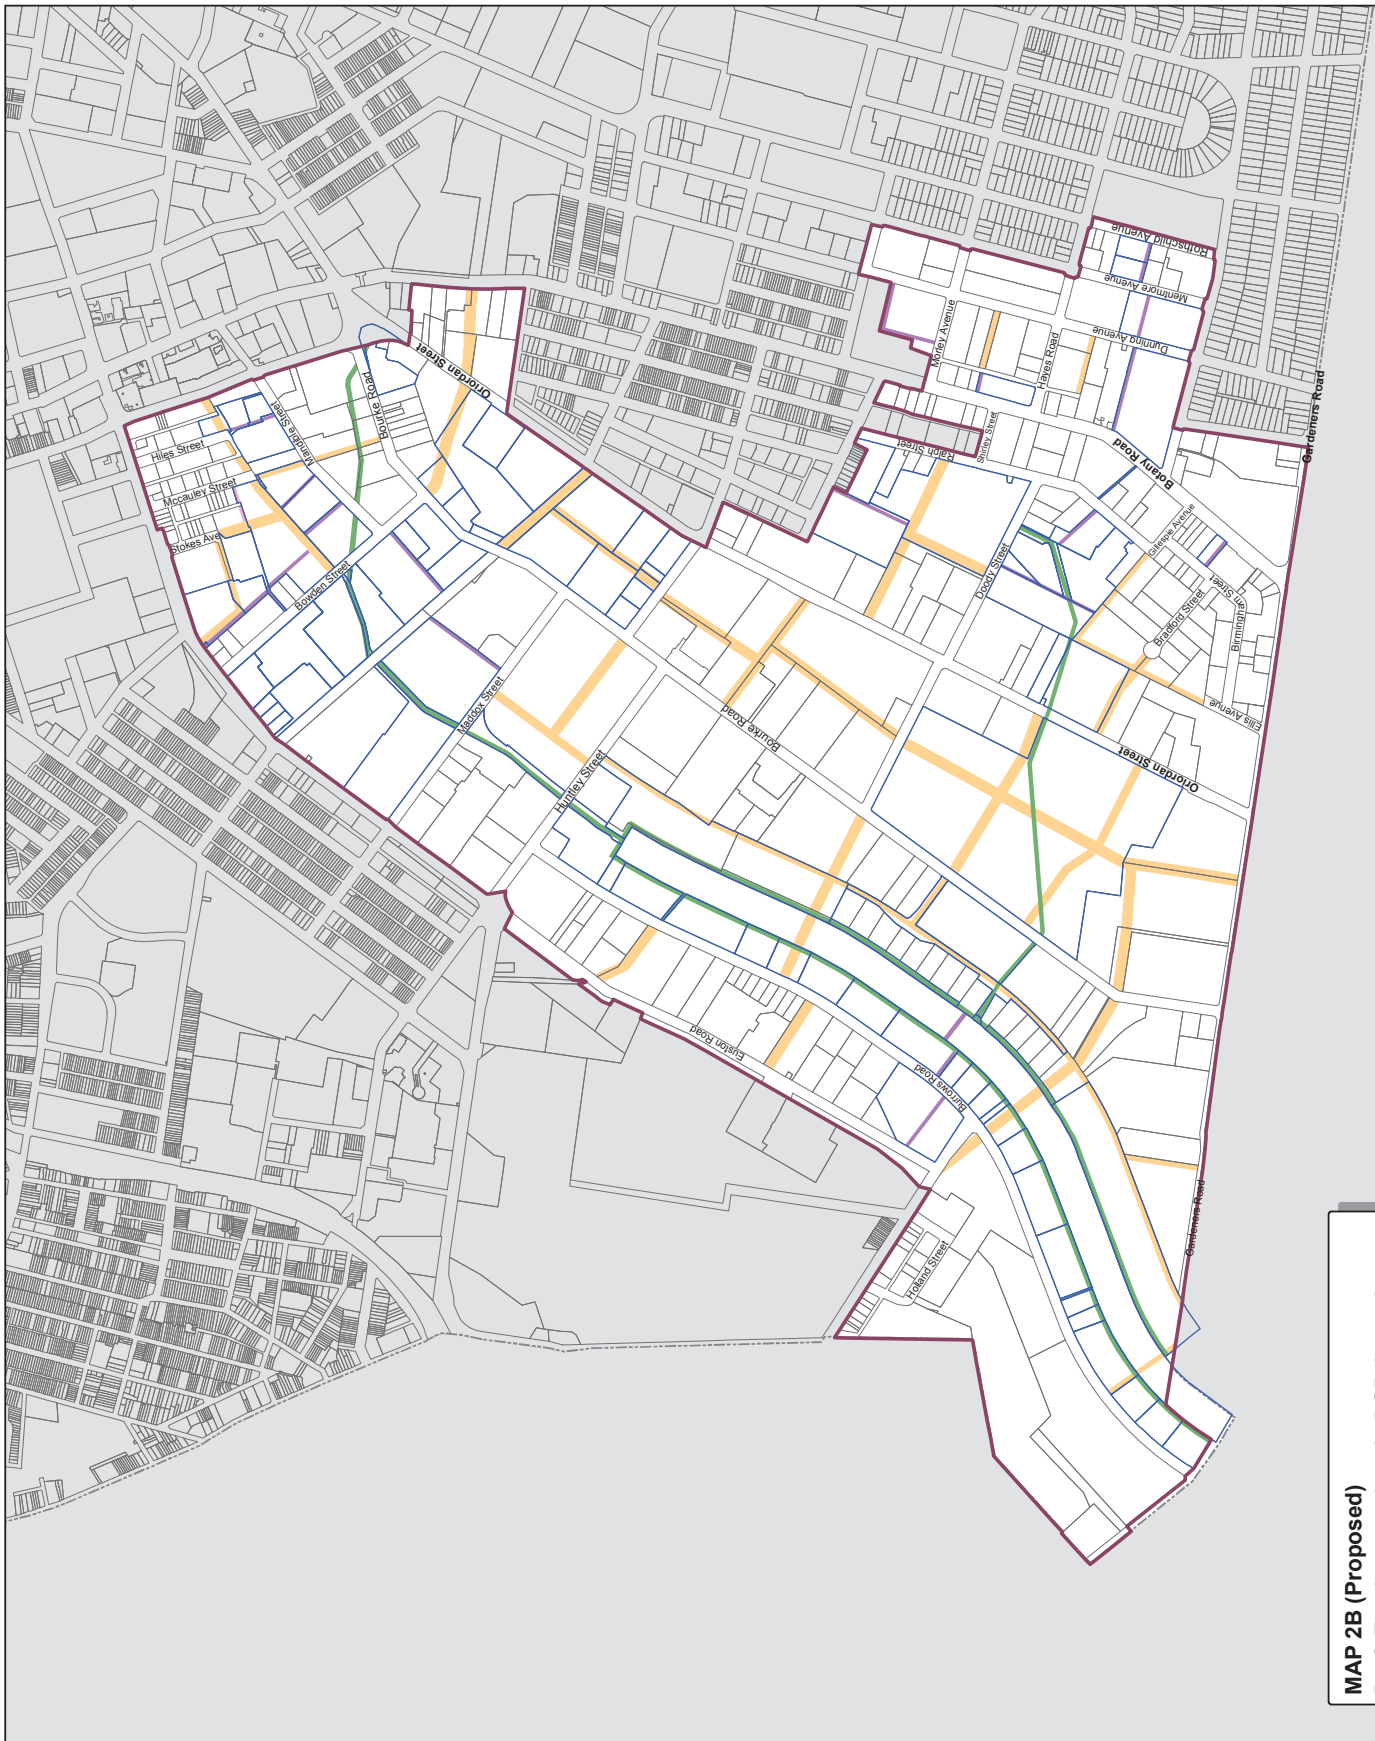 Hiles Street
Mandible Street
Mccauley Street
Stokes Ave
Bourke Road
Oriordan Street
Bowden Street
Maddox Street
Huntley Street
Bourke Road
Euston Road
Burrows Road
Holland Street
Gardeners Road
Rothschild Avenue
Mentmore Avenue
Dunning Avenue
Morley Avenue
Hayes Road
Shirley Street
Ralph Street
Botany Road
Gardeners Road
Doody Street
Gillespie Avenue
Bradford Street
Birmingham Street
Ellis Avenue
Oriordan Street
MAP 2B (Proposed)